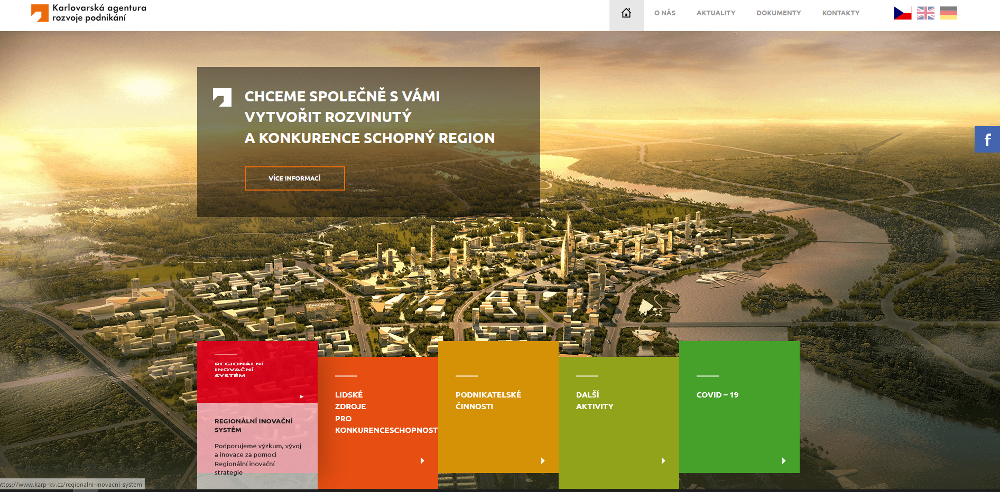 Karlovarská agentura
rozvoje podnikání
O NÁS
AKTUALITY
DOKUMENTY
KONTAKTY
CHCEME SPOLEČNĚ S VÁMI
VYTVOŘIT ROZVINUTÝ
A KONKURENCE SCHOPNÝ REGION
VÍCE INFORMACÍ
f
REGIONÁLNÍ
INOVAČNÍ
SYSTÉM
REGIONÁLNÍ INOVAČNÍ
SYSTÉM
Podporujeme výzkum, vývoj
a inovace za pomoci
Regionální inovační
strategie
LIDSKÉ
ZDROJE
PRO
KONKURENCESCHOPNOST
PODNIKATELSKÉ
ČINNOSTI
DALŠÍ
AKTIVITY
COVID – 19
ttps://www.karp-kv.cz/regionalni-inovacni-system